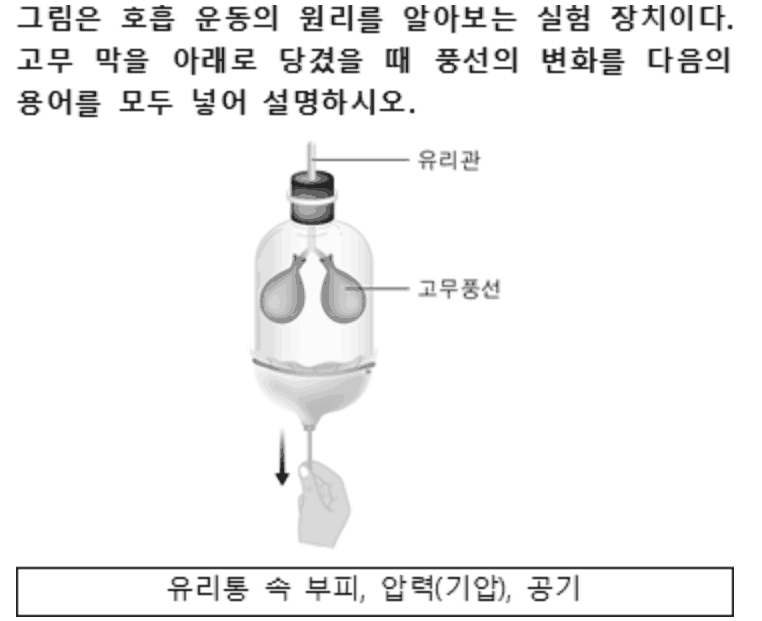 그림은 호흡 운동의 원리를 알아보는 실험 장치이다.
고무 막을 아래로 당겼을 때 풍선의 변화를 다음의
용어를 모두 넣어 설명하시오.
유리관
고무풍선
유리통 속 부피, 압력(기압), 공기